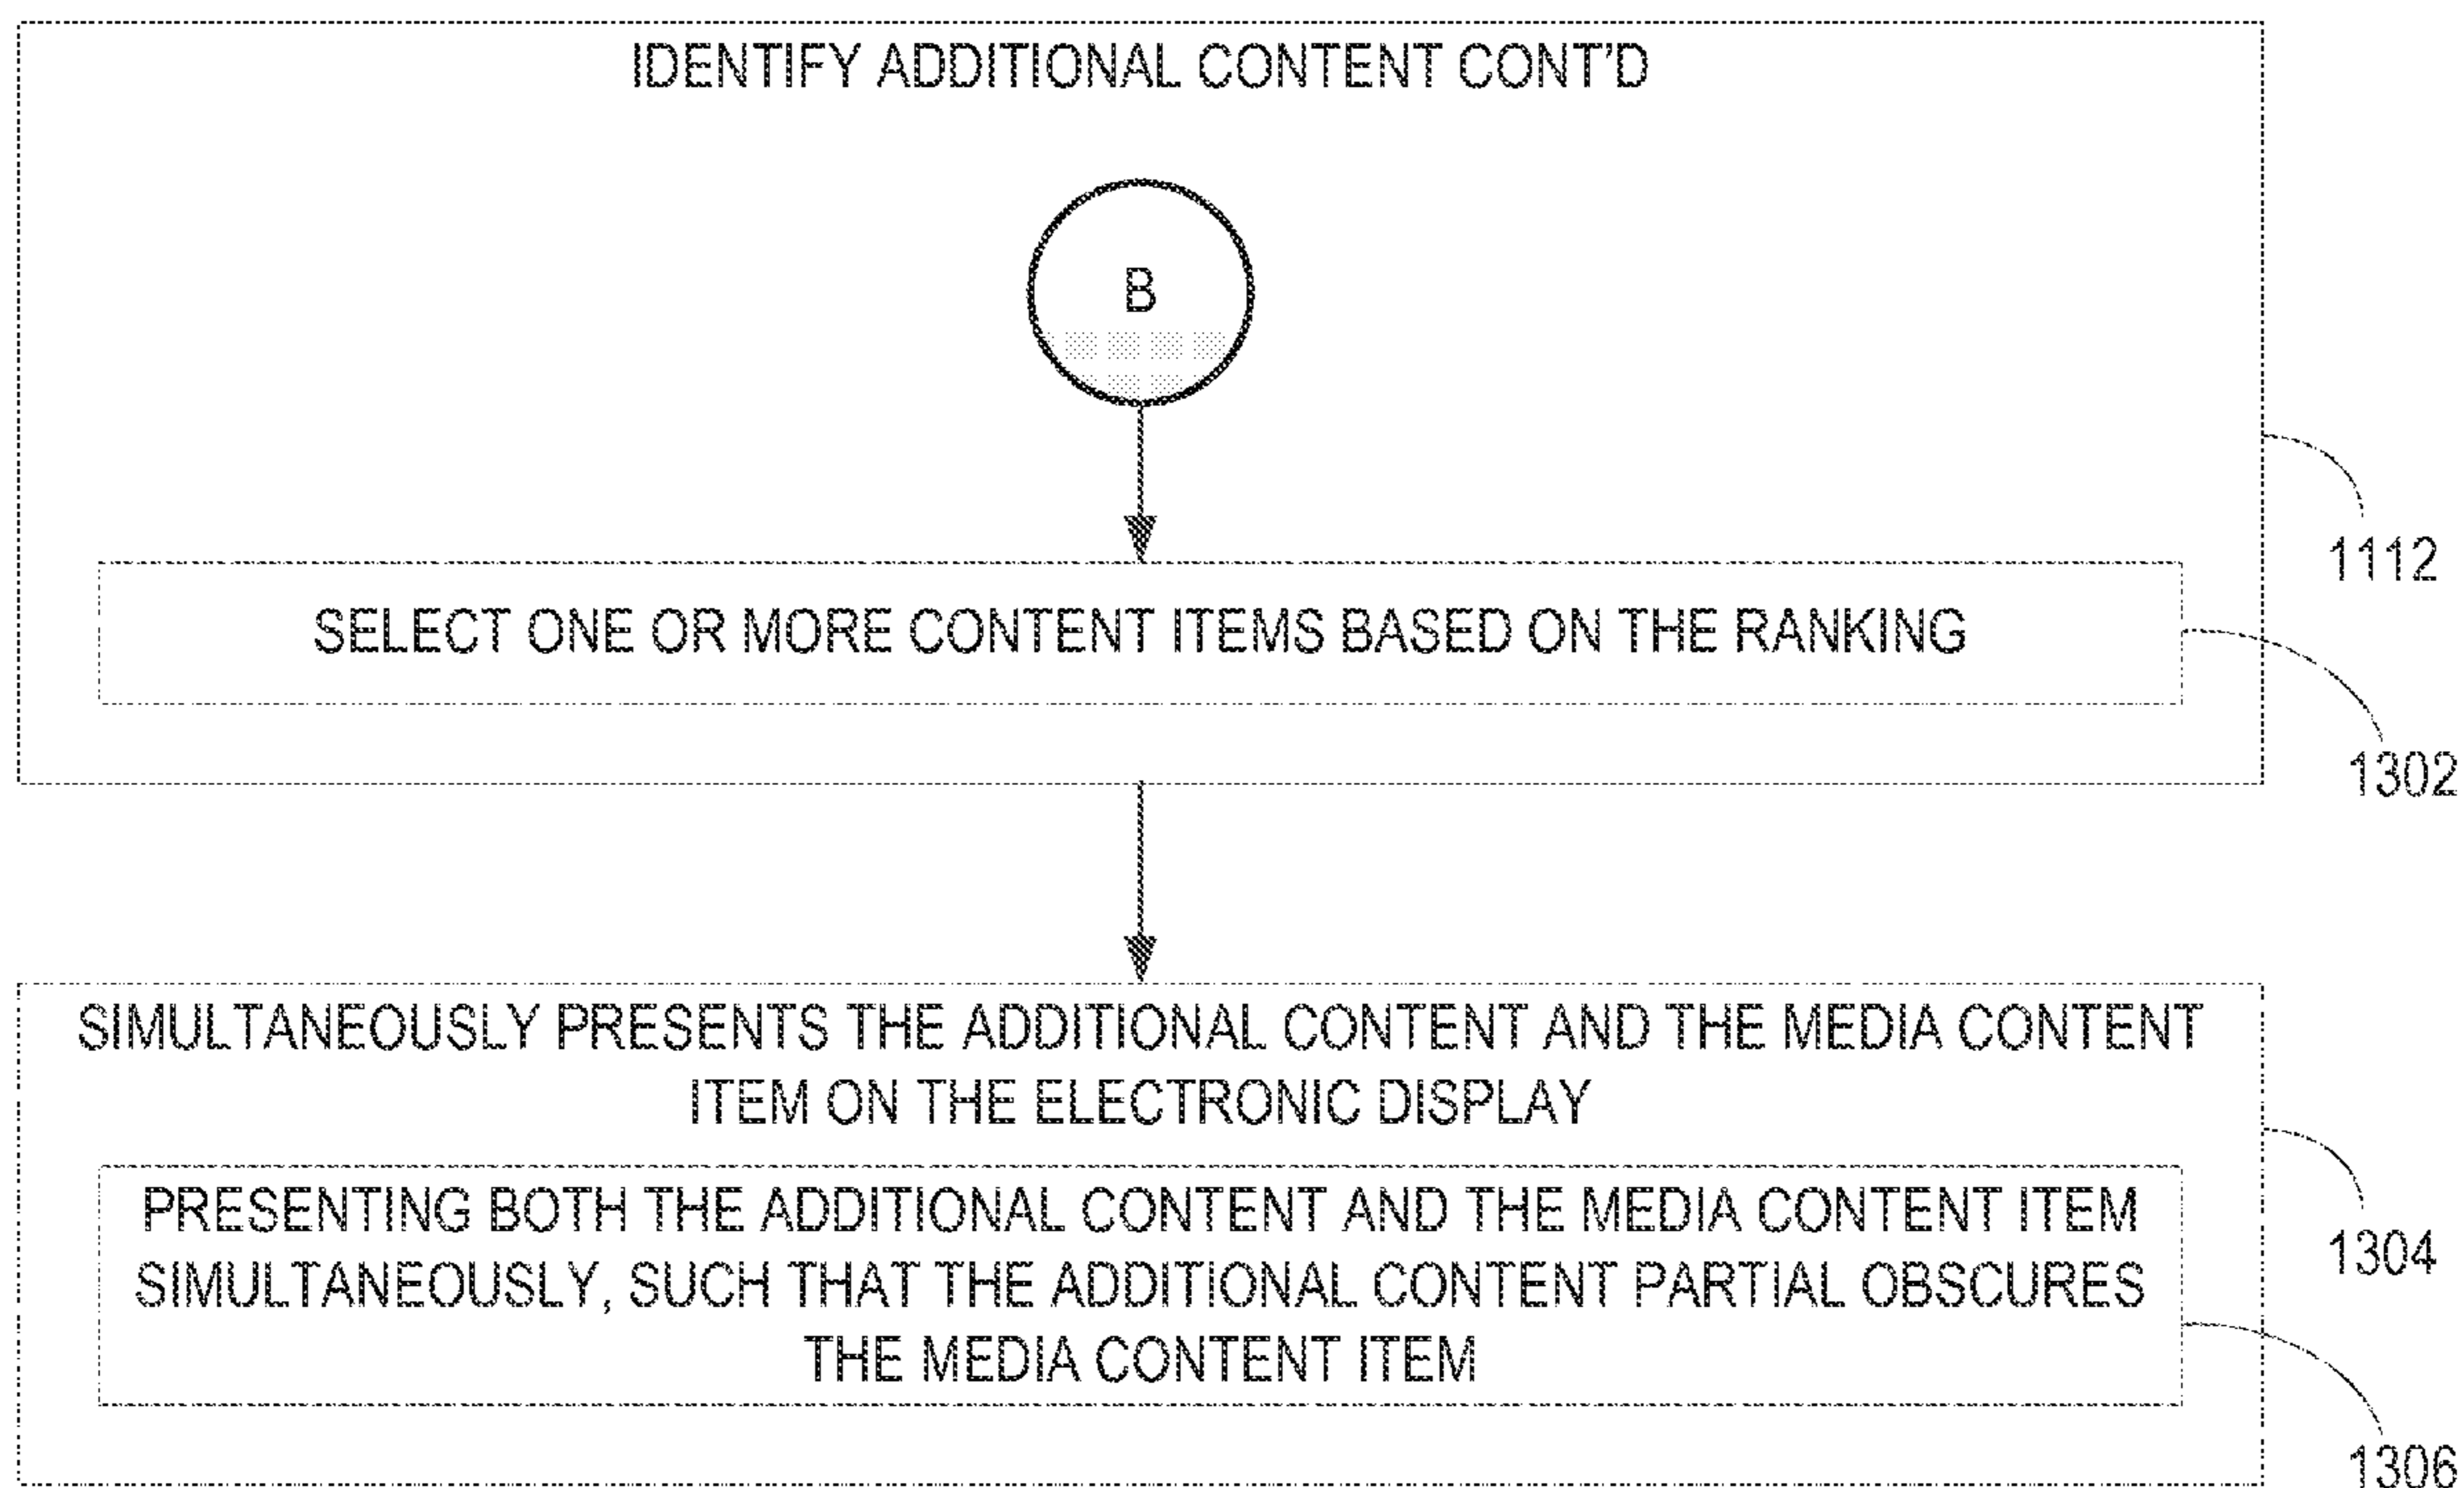 IDENTIFY ADDITIONAL CONTENT CONT'D
B
1112
SELECT ONE OR MORE CONTENT ITEMS BASED ON THE RANKING
1302
SIMULTANEOUSLY PRESENTS THE ADDITIONAL CONTENT AND THE MEDIA CONTENT
ITEM ON THE ELECTRONIC DISPLAY
1304
PRESENTING BOTH THE ADDITIONAL CONTENT AND THE MEDIA CONTENT ITEM
SIMULTANEOUSLY, SUCH THAT THE ADDITIONAL CONTENT PARTIAL OBSCURES
THE MEDIA CONTENT ITEM
1306